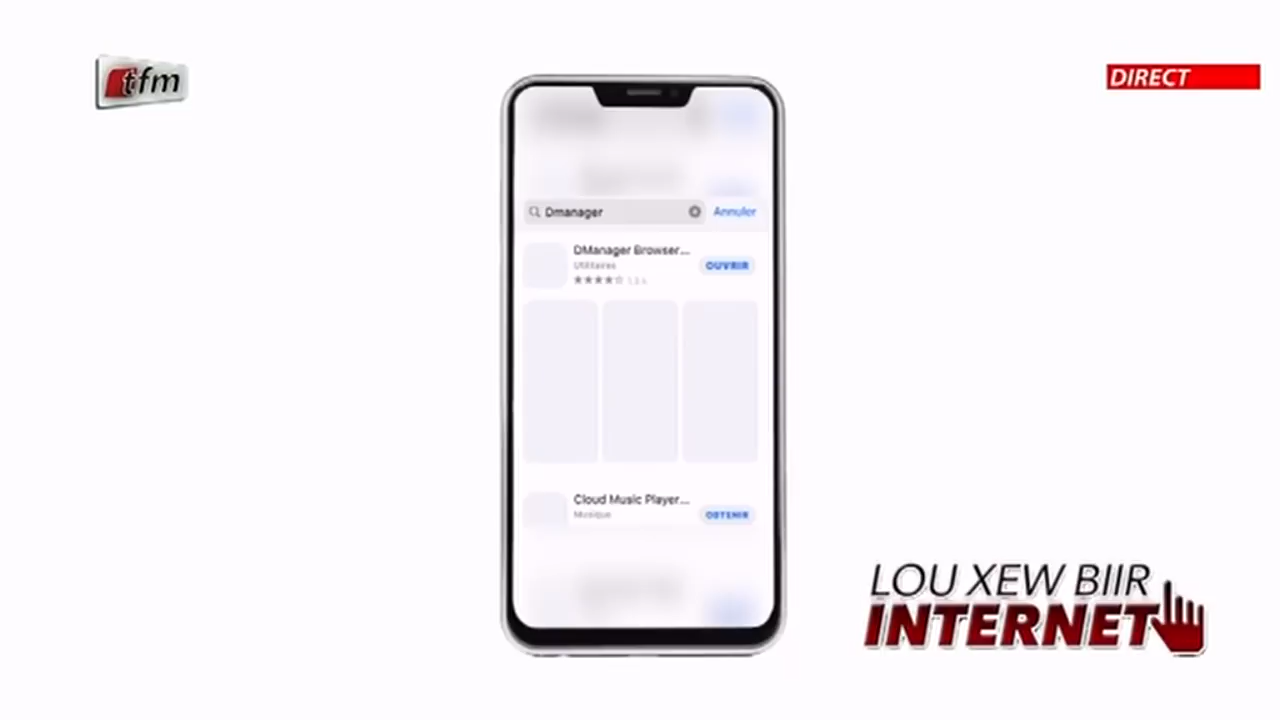 tfm
DIRECT
Dmanager
Annuler
DManager Browser...
Utilitaires
OUVRIR
Cloud Music Player...
Musique
OBTENIR
LOU XEW BIIR
INTERNET